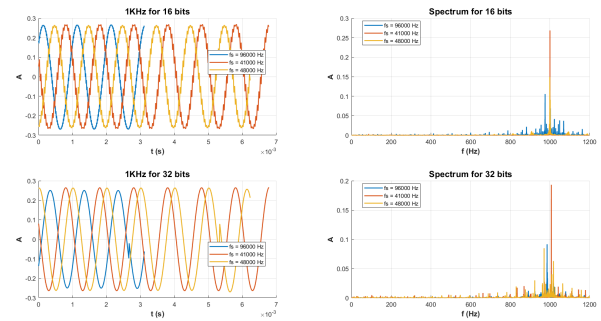 1KHz for 16 bits
0.3
0.2
0.1
0
-0.1
-0.2
-0.3
A
fs = 96000 Hz
fs = 41000 Hz
fs = 48000 Hz
0 1 2 3 4 5 6 7
t (s)
×10⁻³
Spectrum for 16 bits
0.3
0.25
0.2
0.15
0.1
0.05
0
A
fs = 96000 Hz
fs = 41000 Hz
fs = 48000 Hz
0 200 400 600 800 1000 1200
f (Hz)
1KHz for 32 bits
0.3
0.2
0.1
0
-0.1
-0.2
-0.3
A
fs = 96000 Hz
fs = 41000 Hz
fs = 48000 Hz
0 1 2 3 4 5 6 7
t (s)
×10⁻³
Spectrum for 32 bits
0.2
0.15
0.1
0.05
0
A
fs = 96000 Hz
fs = 41000 Hz
fs = 48000 Hz
0 200 400 600 800 1000 1200
f (Hz)